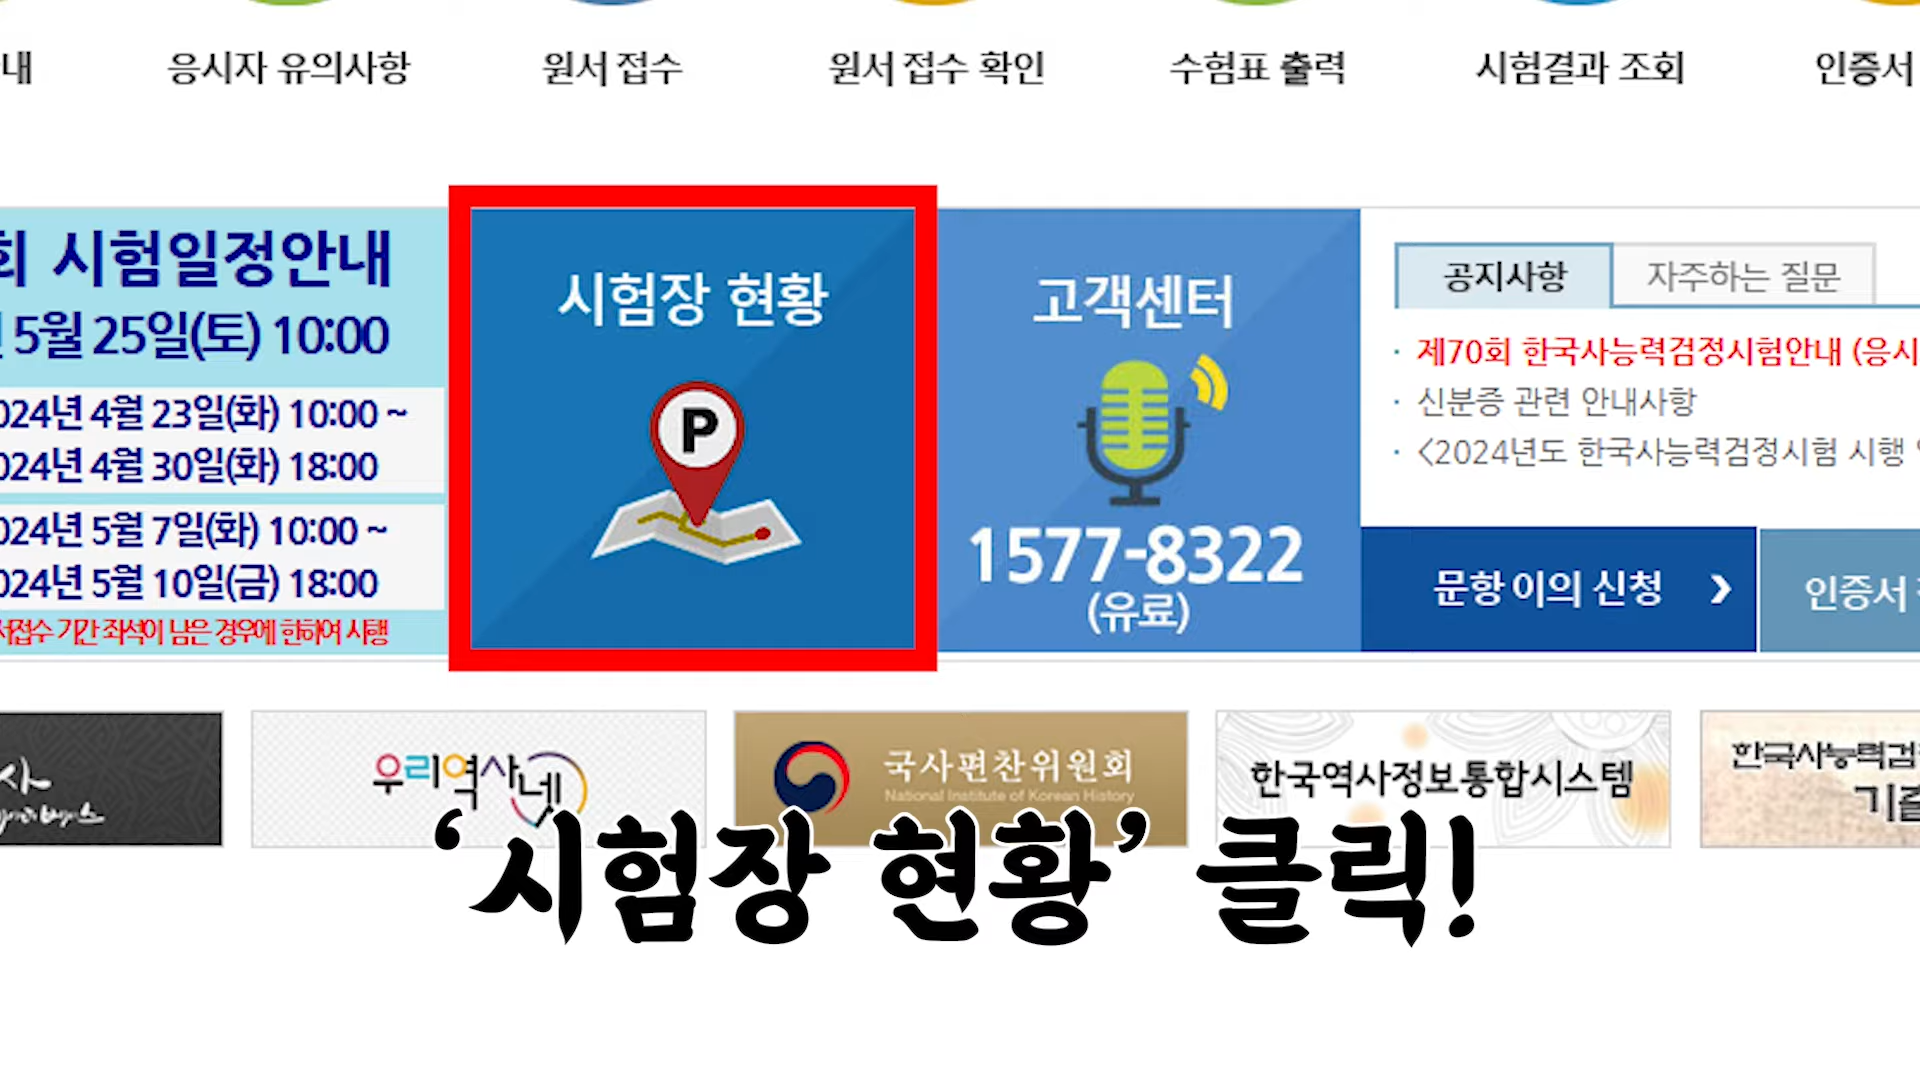 내
응시자 유의사항
원서 접수
원서 접수 확인
수험표 출력
시험결과 조회
인증서
회 시험일정안내
5월 25일(토) 10:00
024년 4월 23일(화) 10:00 ~
024년 4월 30일(화) 18:00
024년 5월 7일(화) 10:00 ~
024년 5월 10일(금) 18:00
서접수 기간 좌석이 남은 경우에 한하여 시행
시험장 현황
P
고객센터
1577-8322
(유료)
공지사항
자주하는 질문
· 제70회 한국사능력검정시험안내 (응시
· 신분증 관련 안내사항
· <2024년도 한국사능력검정시험 시행
문항 이의 신청 >
인증서
사
우리역사넷
국사편찬위원회
National Institute of Korean History
한국역사정보통합시스템
한국사능력검
기출
‘시험장 현황’ 클릭!